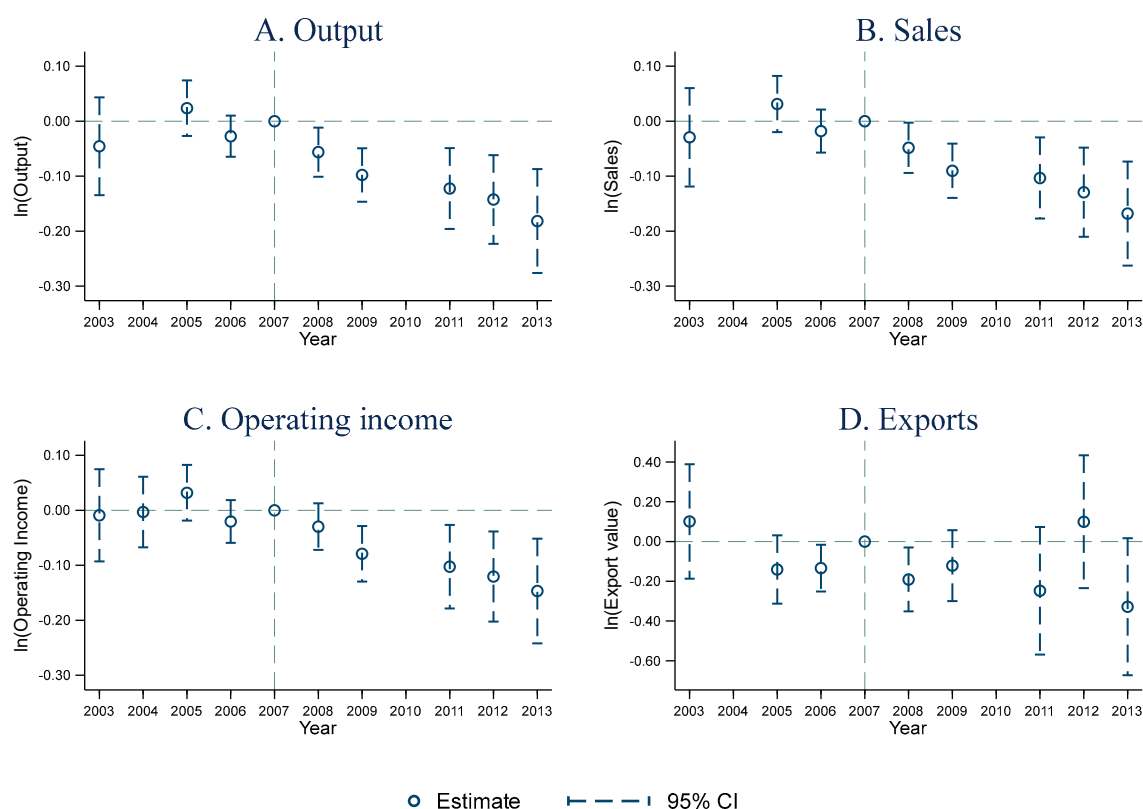 A. Output
ln(Output)
0.10
0.00
-0.10
-0.20
-0.30
2003 2004 2005 2006 2007 2008 2009 2010 2011 2012 2013
Year
B. Sales
ln(Sales)
0.10
0.00
-0.10
-0.20
-0.30
2003 2004 2005 2006 2007 2008 2009 2010 2011 2012 2013
Year
C. Operating income
ln(Operating Income)
0.10
0.00
-0.10
-0.20
-0.30
2003 2004 2005 2006 2007 2008 2009 2010 2011 2012 2013
Year
D. Exports
ln(Export value)
0.40
0.20
0.00
-0.20
-0.40
-0.60
2003 2004 2005 2006 2007 2008 2009 2010 2011 2012 2013
Year
Estimate 95% CI